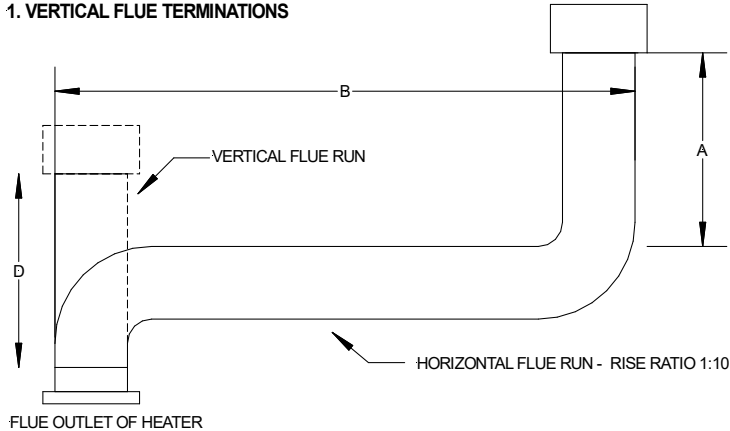 1. VERTICAL FLUE TERMINATIONS
B
A
VERTICAL FLUE RUN
D
HORIZONTAL FLUE RUN - RISE RATIO 1:10
FLUE OUTLET OF HEATER